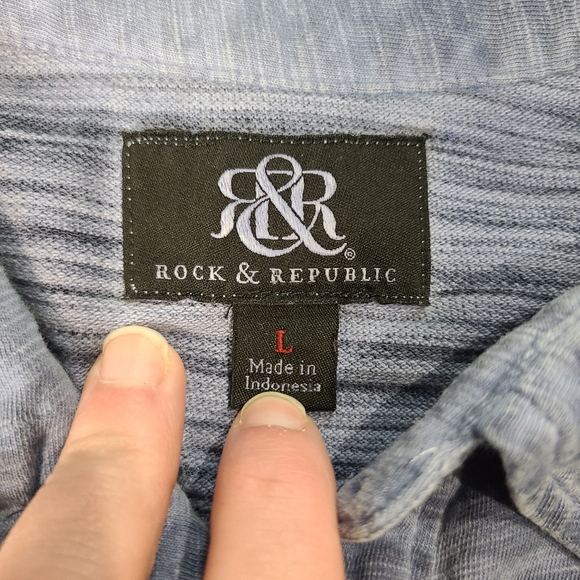 R&R®
ROCK & REPUBLIC
L
Made in
Indonesia